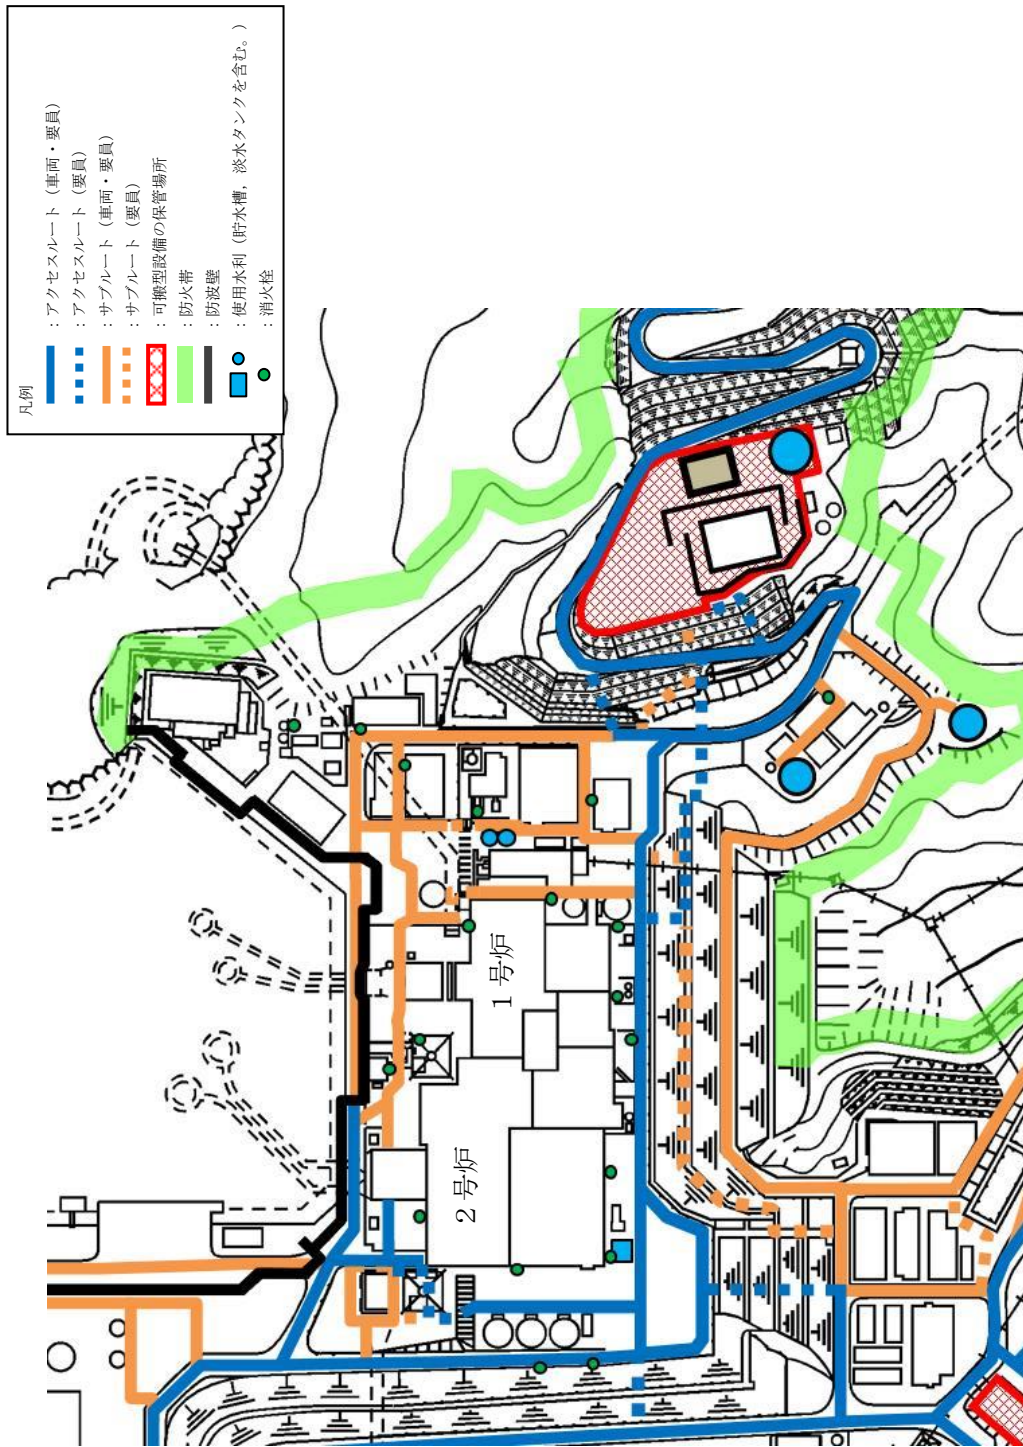 凡例
：アクセスルート（車両・要員）
：アクセスルート（要員）
：サブルート（車両・要員）
：サブルート（要員）
：可搬型設備の保管場所
：防火帯
：防波壁
：使用水利（貯水槽，淡水タンクを含む。）
：消火栓
1号炉
2号炉